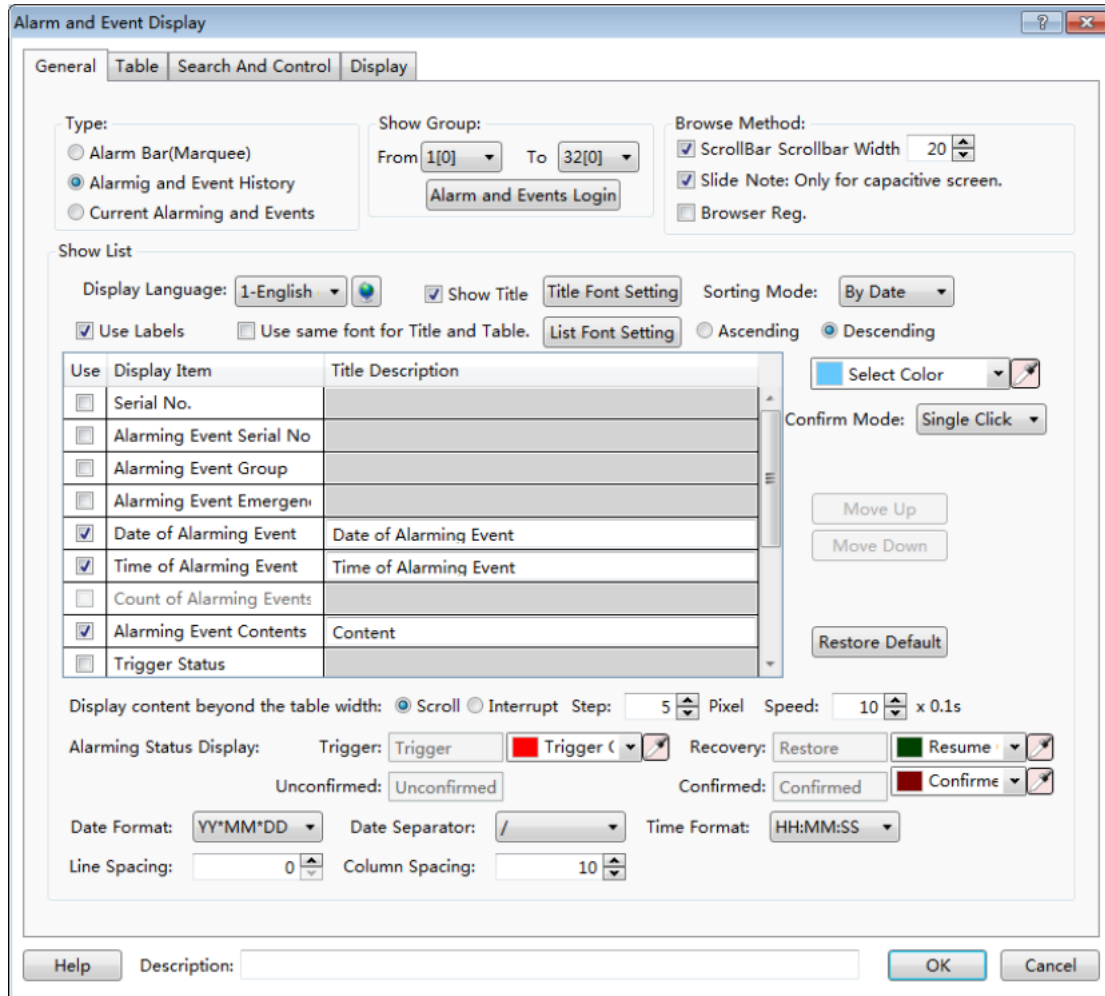 Alarm and Event Display
General Table Search And Control Display
Type: Show Group: Browse Method:
Alarm Bar(Marquee) From 1[0] To 32[0] ScrollBar Scrollbar Width 20
Alarmig and Event History Alarm and Events Login Slide Note: Only for capacitive screen.
Current Alarming and Events Browser Reg.
Show List
Display Language: 1-English Show Title Title Font Setting Sorting Mode: By Date
Use Labels Use same font for Title and Table. List Font Setting Ascending Descending
Use Display Item Title Description Select Color
Serial No.
Alarming Event Serial No Confirm Mode: Single Click
Alarming Event Group
Alarming Event Emergen
Move Up
Date of Alarming Event Date of Alarming Event
Move Down
Time of Alarming Event Time of Alarming Event
Count of Alarming Events
Alarming Event Contents Content Restore Default
Trigger Status
Display content beyond the table width: Scroll Interrupt Step: 5 Pixel Speed: 10 x 0.1s
Alarming Status Display: Trigger: Trigger Trigger C Recovery: Restore Resume
Unconfirmed: Unconfirmed Confirmed: Confirmed Confirme
Date Format: YY*MM*DD Date Separator: / Time Format: HH:MM:SS
Line Spacing: 0 Column Spacing: 10
Help Description: OK Cancel